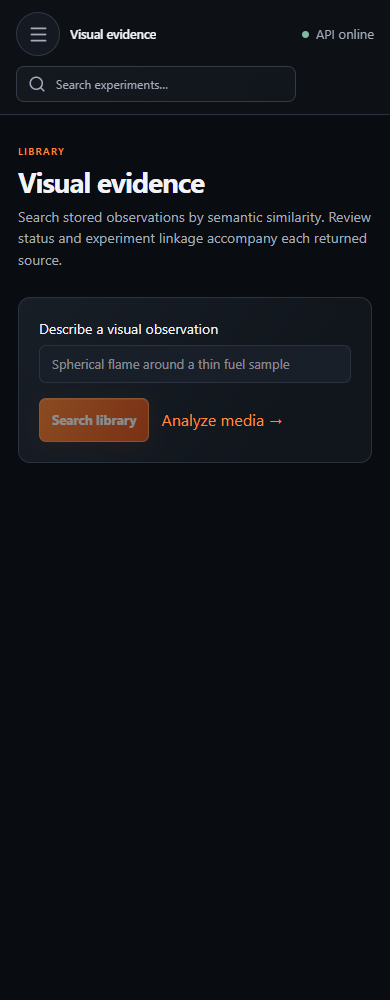 Visual evidence
API online
Search experiments...
LIBRARY
Visual evidence
Search stored observations by semantic similarity. Review
status and experiment linkage accompany each returned
source.
Describe a visual observation
Spherical flame around a thin fuel sample
Search library
Analyze media →